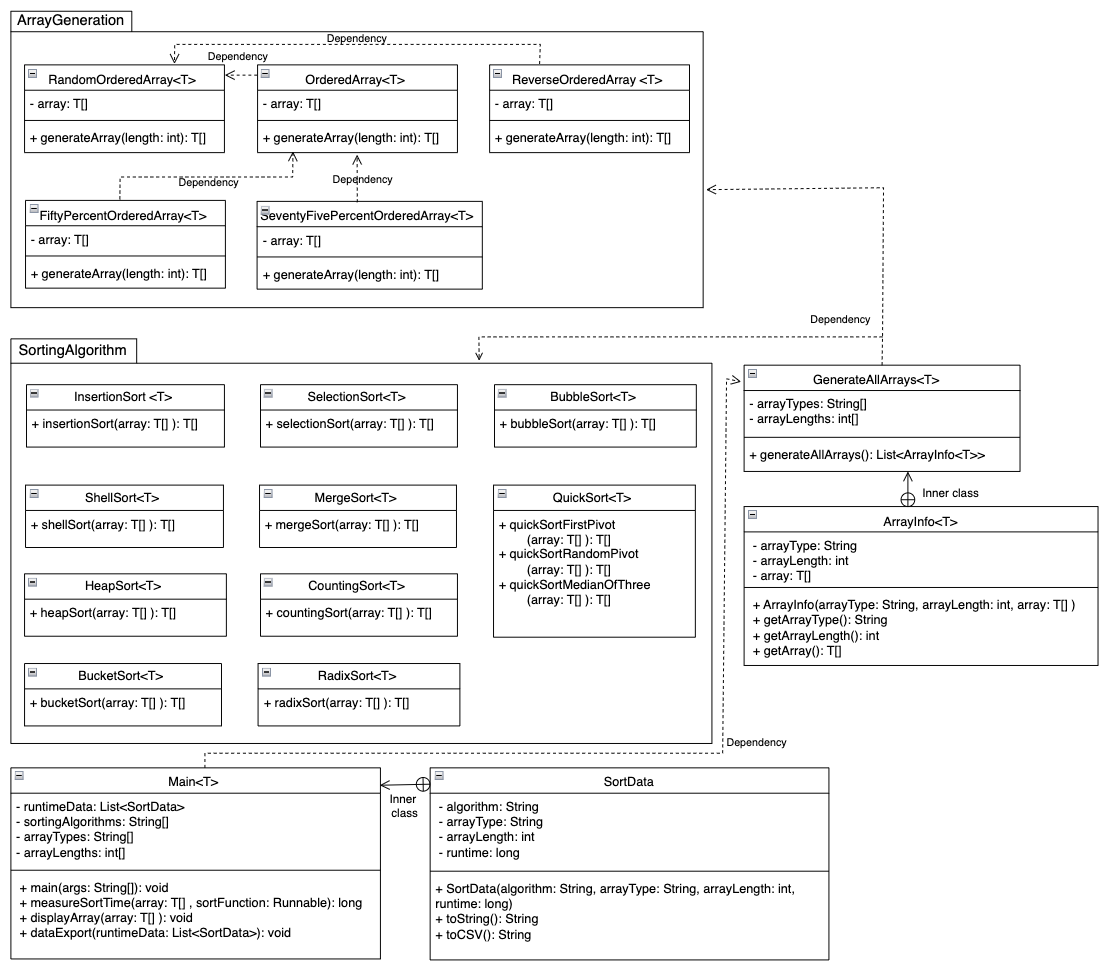 ArrayGeneration
Dependency
Dependency
RandomOrderedArray<T>
- array: T[]
+ generateArray(length: int): T[]
OrderedArray<T>
- array: T[]
+ generateArray(length: int): T[]
ReverseOrderedArray <T>
- array: T[]
+ generateArray(length: int): T[]
Dependency
Dependency
FiftyPercentOrderedArray<T>
- array: T[]
+ generateArray(length: int): T[]
SeventyFivePercentOrderedArray<T>
- array: T[]
+ generateArray(length: int): T[]
Dependency
SortingAlgorithm
InsertionSort <T>
+ insertionSort(array: T[] ): T[]
SelectionSort<T>
+ selectionSort(array: T[] ): T[]
BubbleSort<T>
+ bubbleSort(array: T[] ): T[]
ShellSort<T>
+ shellSort(array: T[] ): T[]
MergeSort<T>
+ mergeSort(array: T[] ): T[]
QuickSort<T>
+ quickSortFirstPivot
(array: T[] ): T[]
+ quickSortRandomPivot
(array: T[] ): T[]
+ quickSortMedianOfThree
(array: T[] ): T[]
HeapSort<T>
+ heapSort(array: T[] ): T[]
CountingSort<T>
+ countingSort(array: T[] ): T[]
BucketSort<T>
+ bucketSort(array: T[] ): T[]
RadixSort<T>
+ radixSort(array: T[] ): T[]
GenerateAllArrays<T>
- arrayTypes: String[]
- arrayLengths: int[]
+ generateAllArrays(): List<ArrayInfo<T>>
Inner class
ArrayInfo<T>
- arrayType: String
- arrayLength: int
- array: T[]
+ ArrayInfo(arrayType: String, arrayLength: int, array: T[] )
+ getArrayType(): String
+ getArrayLength(): int
+ getArray(): T[]
Dependency
Main<T>
- runtimeData: List<SortData>
- sortingAlgorithms: String[]
- arrayTypes: String[]
- arrayLengths: int[]
+ main(args: String[]): void
+ measureSortTime(array: T[] , sortFunction: Runnable): long
+ displayArray(array: T[] ): void
+ dataExport(runtimeData: List<SortData>): void
Inner
class
SortData
- algorithm: String
- arrayType: String
- arrayLength: int
- runtime: long
+ SortData(algorithm: String, arrayType: String, arrayLength: int,
runtime: long)
+ toString(): String
+ toCSV(): String